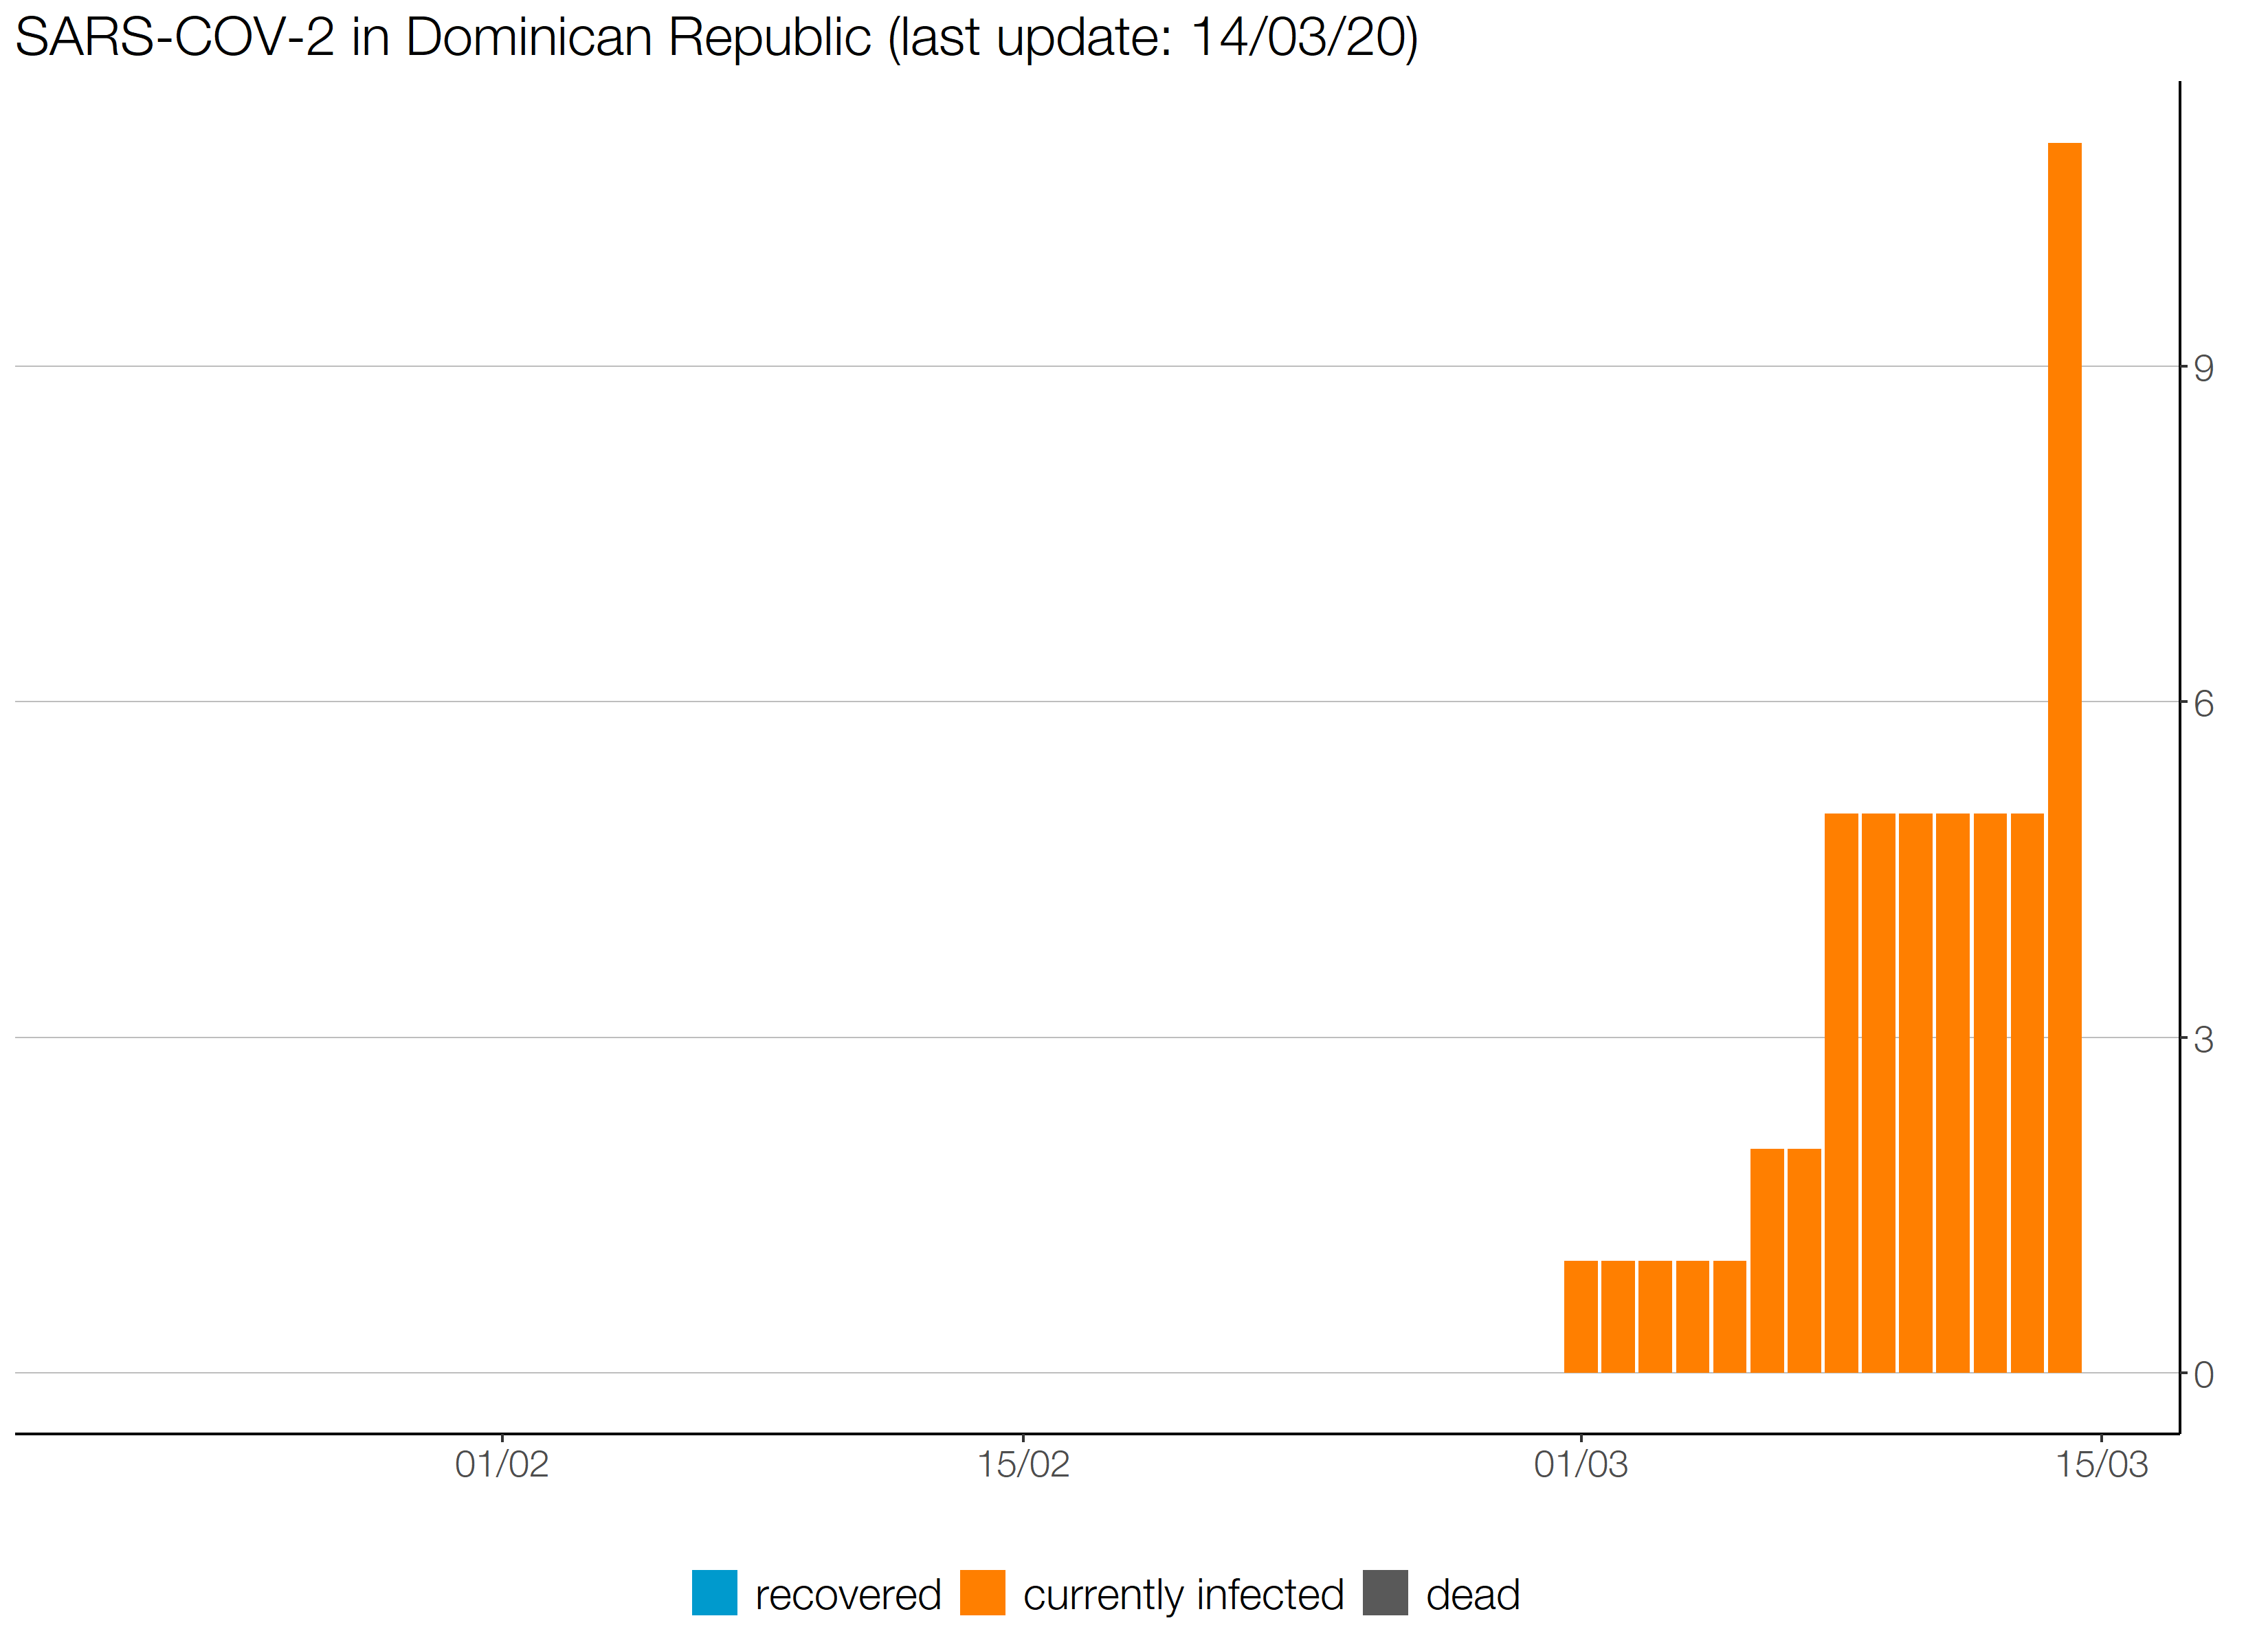 SARS-COV-2 in Dominican Republic (last update: 14/03/20)
9
6
3
0
01/02 15/02 01/03 15/03
recovered currently infected dead